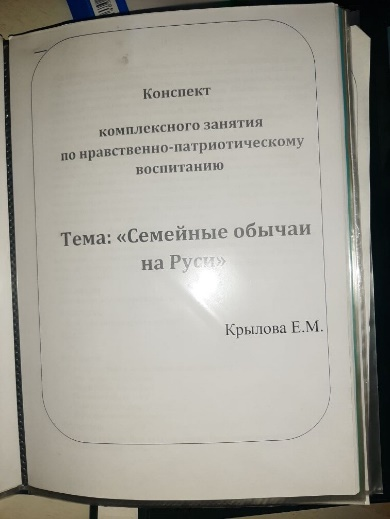 Конспект
комплексного занятия
по нравственно-патриотическому
воспитанию
Тема: «Семейные обычаи
на Руси»
Крылова Е.М.